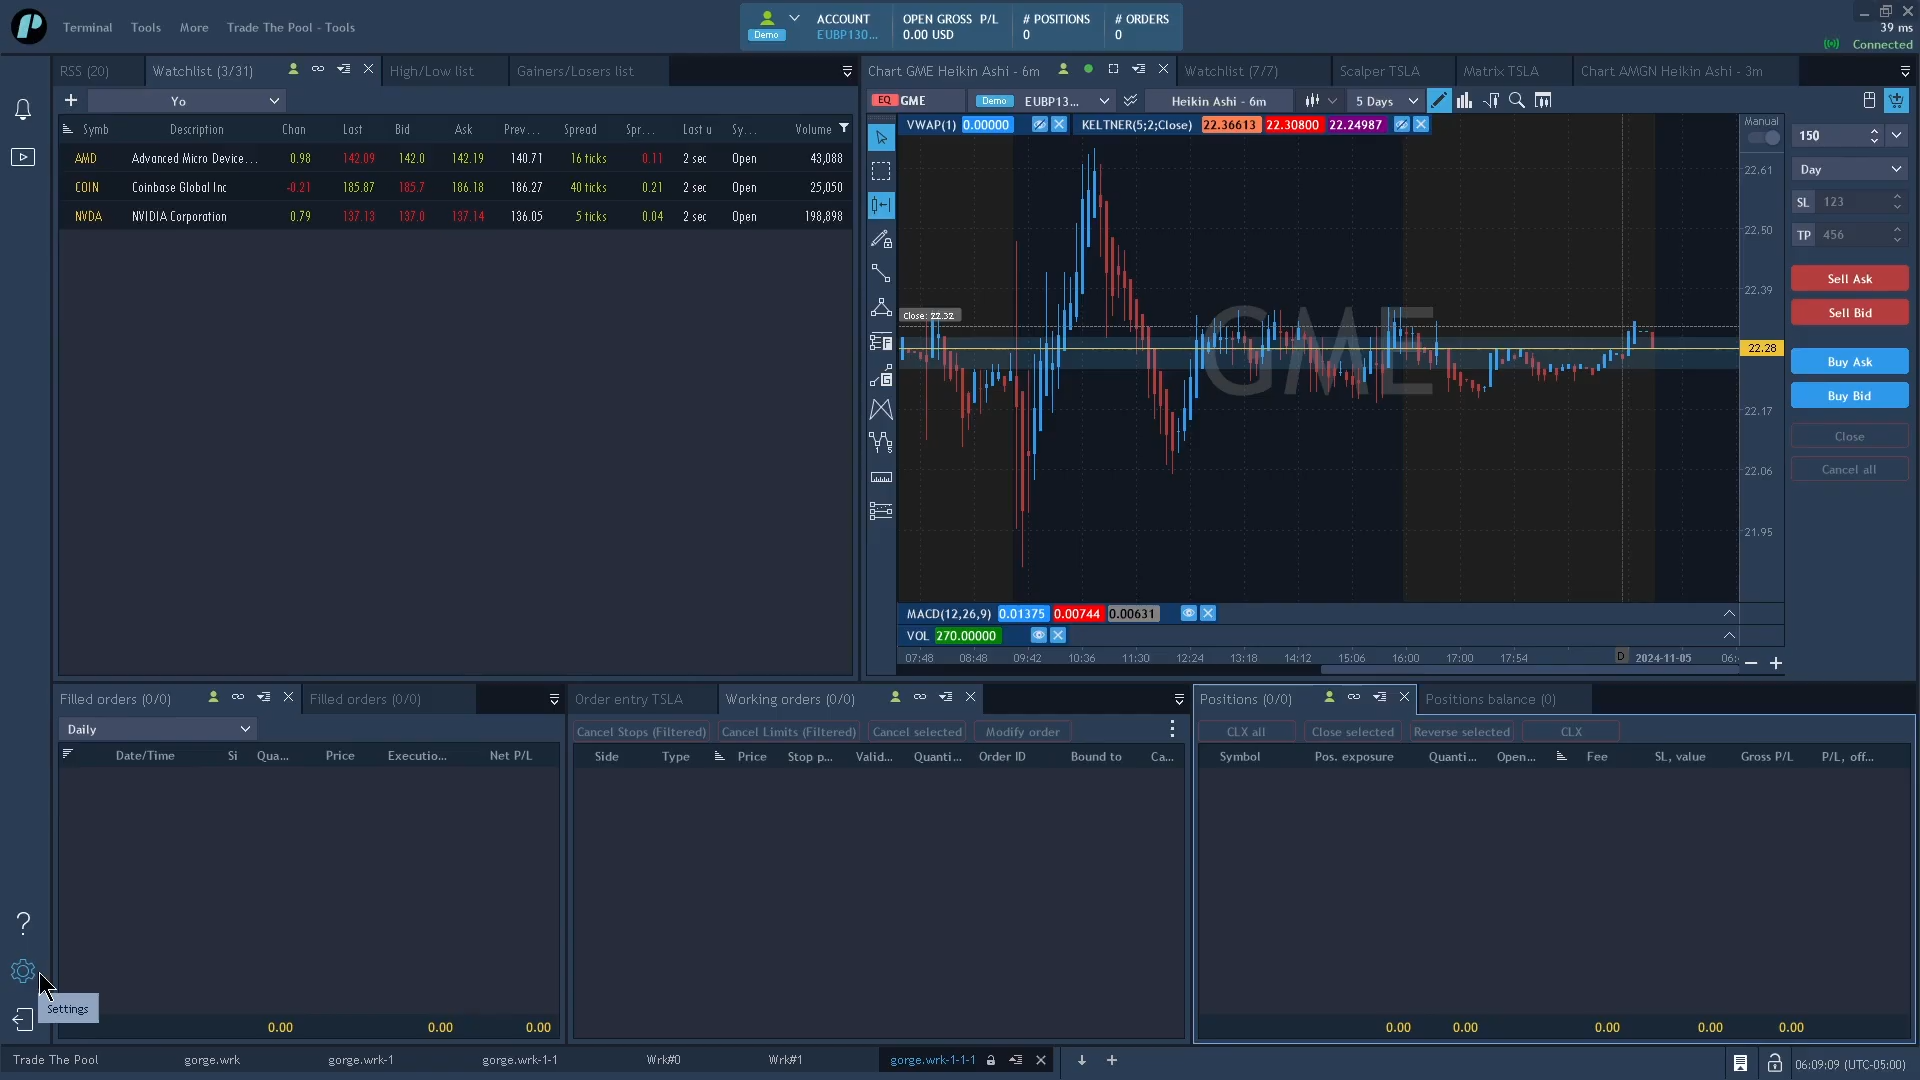 Terminal Tools More Trade The Pool - Tools
Demo
ACCOUNT
EUBP130...
OPEN GROSS P/L
0.00 USD
# POSITIONS
0
# ORDERS
0
39 ms
Connected
RSS (20) Watchlist (3/31) High/Low list Gainers/Losers list
Yo
Symb Description Chan Last Bid Ask Prev... Spread Spr... Last u Sy... Volume
AMD Advanced Micro Device... 0.98 142.09 142.0 142.19 140.71 16 ticks 0.11 2 sec Open 43,088
COIN Coinbase Global Inc -0.21 185.87 185.7 186.18 186.27 40 ticks 0.21 2 sec Open 25,050
NVDA NVIDIA Corporation 0.79 137.13 137.0 137.14 136.05 5 ticks 0.04 2 sec Open 198,898
Chart GME Heikin Ashi - 6m Watchlist (7/7) Scalper TSLA Matrix TSLA Chart AMGN Heikin Ashi - 3m
EQ GME Demo EUBP13... Heikin Ashi - 6m 5 Days
VWAP(1) 0.00000 KELTNER(5;2;Close) 22.36613 22.30800 22.24987
Manual
22.61
22.50
22.39
22.28
22.17
22.06
21.95
Close: 22.32
GME
MACD(12,26,9) 0.01375 0.00744 0.00631
VOL 270.00000
07:48 08:48 09:42 10:36 11:30 12:24 13:18 14:12 15:06 16:00 17:00 17:54 D 2024-11-05 06:
150
Day
SL 123
TP 456
Sell Ask
Sell Bid
Buy Ask
Buy Bid
Close
Cancel all
Filled orders (0/0) Filled orders (0/0)
Daily
Date/Time Si Qua... Price Executio... Net P/L
0.00 0.00 0.00
Order entry TSLA Working orders (0/0)
Cancel Stops (Filtered) Cancel Limits (Filtered) Cancel selected Modify order
Side Type Price Stop p... Valid... Quanti... Order ID Bound to Ca...
Positions (0/0) Positions balance (0)
CLX all Close selected Reverse selected CLX
Symbol Pos. exposure Quanti... Open... Fee SL, value Gross P/L P/L, off...
0.00 0.00 0.00 0.00 0.00
Settings
Trade The Pool gorge.wrk gorge.wrk-1 gorge.wrk-1-1 Wrk#0 Wrk#1 gorge.wrk-1-1-1
06:09:09 (UTC-05:00)